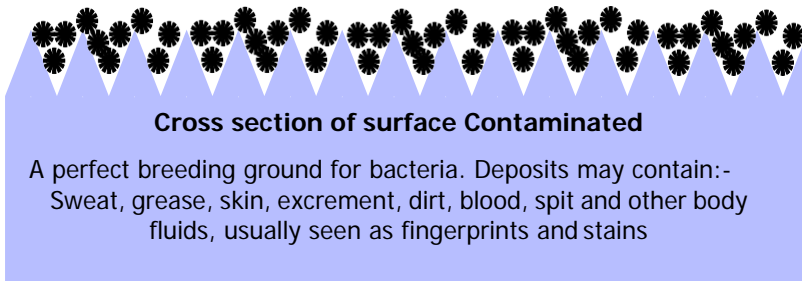 Cross section of surface Contaminated
A perfect breeding ground for bacteria. Deposits may contain:-
Sweat, grease, skin, excrement, dirt, blood, spit and other body
fluids, usually seen as fingerprints and stains